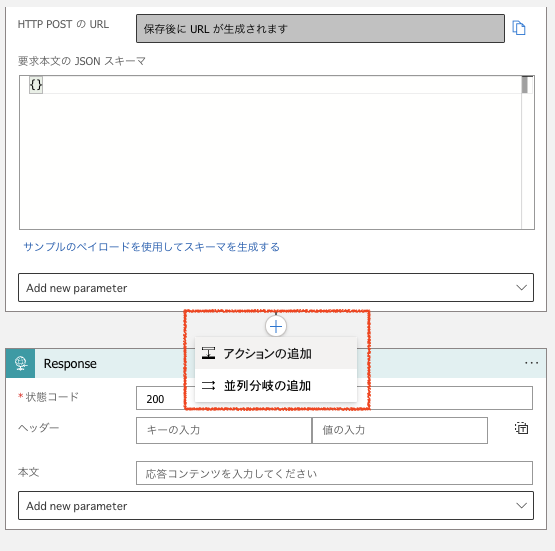 HTTP POST の URL
保存後に URL が生成されます
要求本文の JSON スキーマ
{}
サンプルのペイロードを使用してスキーマを生成する
Add new parameter
アクションの追加
Response
並列分岐の追加
*状態コード
200
ヘッダー
キーの入力
値の入力
本文
応答コンテンツを入力してください
Add new parameter